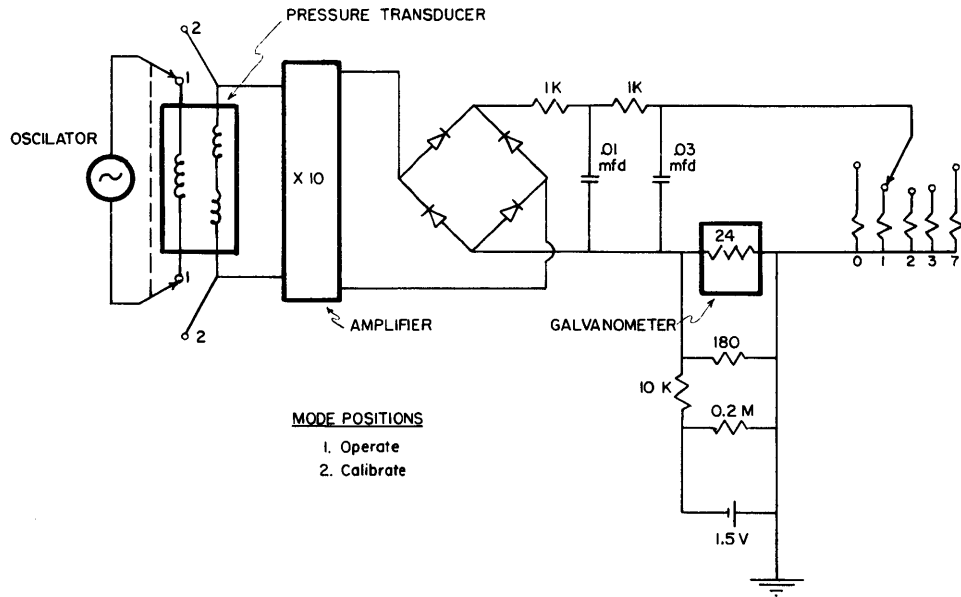 PRESSURE TRANSDUCER
2
1
OSCILATOR
X 10
1
2
AMPLIFIER
1K
1K
.01
mfd
.03
mfd
24
GALVANOMETER
0 1 2 3 7
180
10 K
0.2 M
1.5 V
MODE POSITIONS
1. Operate
2. Calibrate